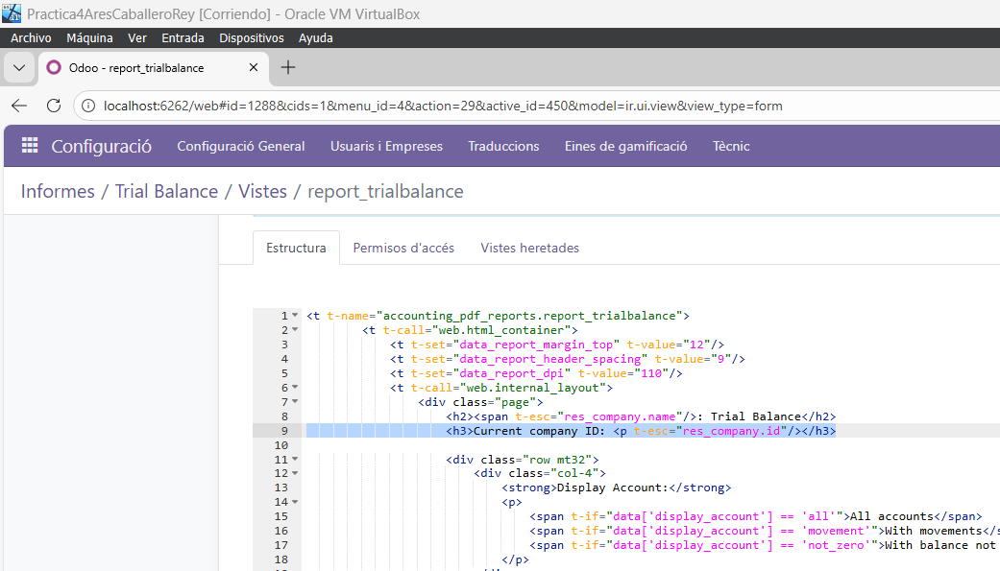 Practica4AresCaballeroRey [Corriendo] - Oracle VM VirtualBox
Archivo Máquina Ver Entrada Dispositivos Ayuda
Odoo - report_trialbalance
localhost:6262/web#id=1288&cids=1&menu_id=4&action=29&active_id=450&model=ir.ui.view&view_type=form
Configuració Configuració General Usuaris i Empreses Traduccions Eines de gamificació Tècnic
Informes / Trial Balance / Vistes / report_trialbalance
Estructura Permisos d'accés Vistes heretades
1 <t t-name="accounting_pdf_reports.report_trialbalance">
2 <t t-call="web.html_container">
3 <t t-set="data_report_margin_top" t-value="12"/>
4 <t t-set="data_report_header_spacing" t-value="9"/>
5 <t t-set="data_report_dpi" t-value="110"/>
6 <t t-call="web.internal_layout">
7 <div class="page">
8 <h2><span t-esc="res_company.name"/>: Trial Balance</h2>
9 <h3>Current company ID: <p t-esc="res_company.id"/></h3>
10
11 <div class="row mt32">
12 <div class="col-4">
13 <strong>Display Account:</strong>
14 <p>
15 <span t-if="data['display_account'] == 'all'">All accounts</span>
16 <span t-if="data['display_account'] == 'movement'">With movements</s
17 <span t-if="data['display_account'] == 'not_zero'">With balance not
18 </p>